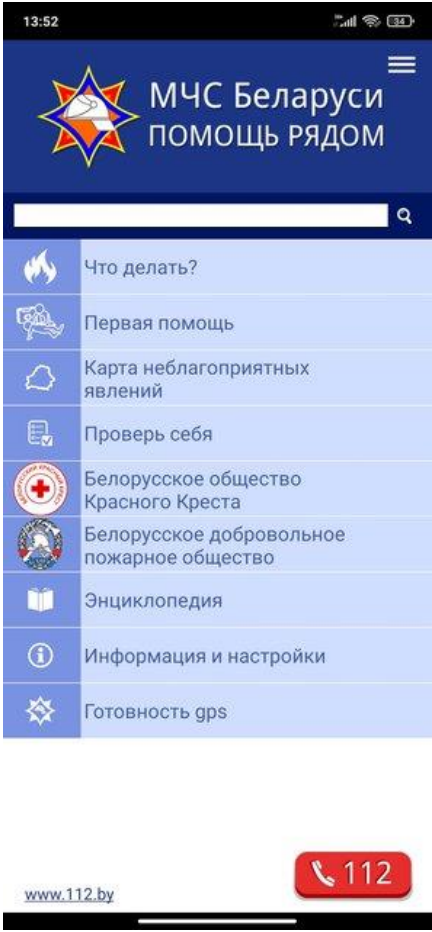 13:52
34
МЧС Беларуси
ПОМОЩЬ РЯДОМ
Что делать?
Первая помощь
Карта неблагоприятных
явлений
Проверь себя
Белорусское общество
Красного Креста
Белорусское добровольное
пожарное общество
Энциклопедия
Информация и настройки
Готовность gps
112
www.112.by